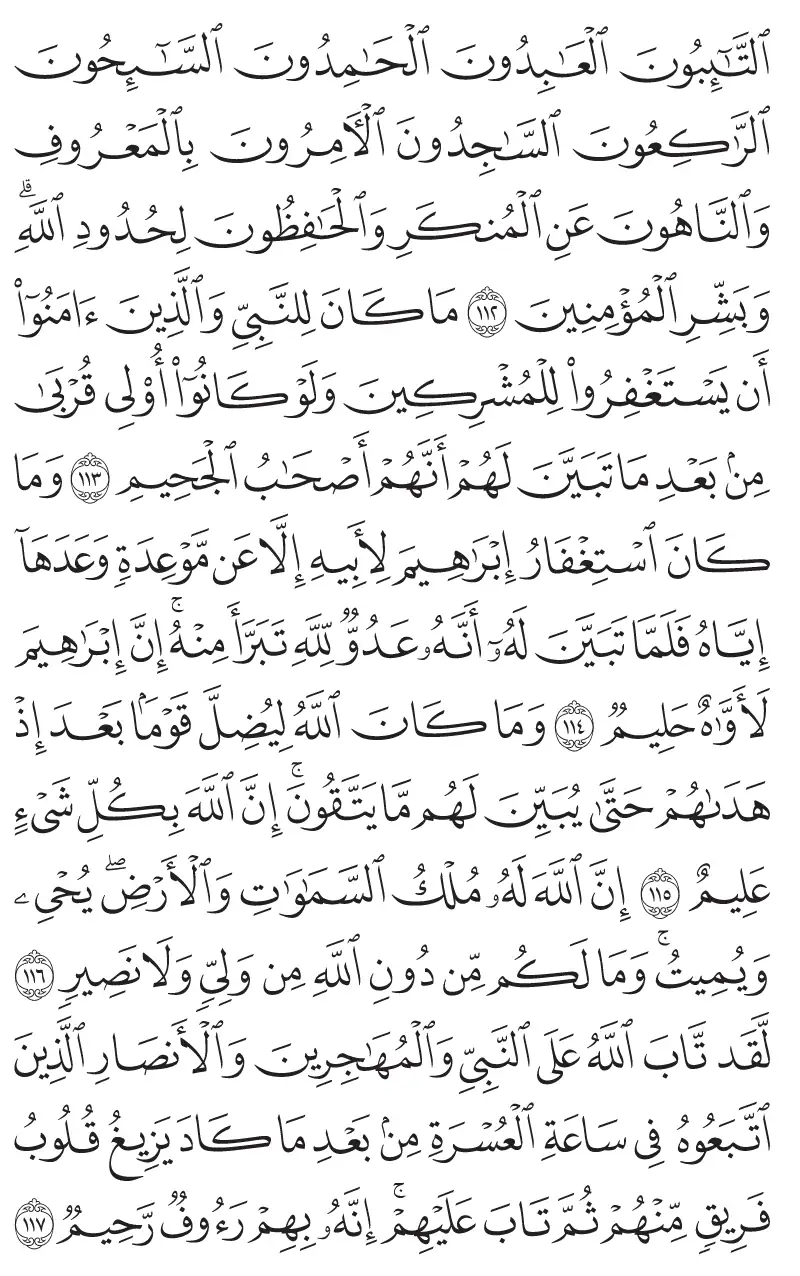 ٱلتَّـٰٓئِبُونَ ٱلْعَـٰبِدُونَ ٱلْحَـٰمِدُونَ ٱلسَّـٰٓئِحُونَ
ٱلرَّٰكِعُونَ ٱلسَّـٰجِدُونَ ٱلْـَٔامِرُونَ بِٱلْمَعْرُوفِ
وَٱلنَّاهُونَ عَنِ ٱلْمُنكَرِ وَٱلْحَـٰفِظُونَ لِحُدُودِ ٱللَّهِ ۗ
وَبَشِّرِ ٱلْمُؤْمِنِينَ ١١٢ مَا كَانَ لِلنَّبِىِّ وَٱلَّذِينَ ءَامَنُوٓا۟
أَن يَسْتَغْفِرُوا۟ لِلْمُشْرِكِينَ وَلَوْ كَانُوٓا۟ أُو۟لِى قُرْبَىٰ
مِنۢ بَعْدِ مَا تَبَيَّنَ لَهُمْ أَنَّهُمْ أَصْحَـٰبُ ٱلْجَحِيمِ ١١٣ وَمَا
كَانَ ٱسْتِغْفَارُ إِبْرَٰهِيمَ لِأَبِيهِ إِلَّا عَن مَّوْعِدَةٍ وَعَدَهَآ
إِيَّاهُ فَلَمَّا تَبَيَّنَ لَهُۥٓ أَنَّهُۥ عَدُوٌّ لِّلَّهِ تَبَرَّأَ مِنْهُ ۚ إِنَّ إِبْرَٰهِيمَ
لَأَوَّٰهٌ حَلِيمٌ ١١٤ وَمَا كَانَ ٱللَّهُ لِيُضِلَّ قَوْمًۢا بَعْدَ إِذْ
هَدَىٰهُمْ حَتَّىٰ يُبَيِّنَ لَهُم مَّا يَتَّقُونَ ۚ إِنَّ ٱللَّهَ بِكُلِّ شَىْءٍ
عَلِيمٌ ١١٥ إِنَّ ٱللَّهَ لَهُۥ مُلْكُ ٱلسَّمَـٰوَٰتِ وَٱلْأَرْضِ ۖ يُحْىِۦ
وَيُمِيتُ ۚ وَمَا لَكُم مِّن دُونِ ٱللَّهِ مِن وَلِىٍّ وَلَا نَصِيرٍ ١١٦
لَّقَد تَّابَ ٱللَّهُ عَلَى ٱلنَّبِىِّ وَٱلْمُهَـٰجِرِينَ وَٱلْأَنصَارِ ٱلَّذِينَ
ٱتَّبَعُوهُ فِى سَاعَةِ ٱلْعُسْرَةِ مِنۢ بَعْدِ مَا كَادَ يَزِيغُ قُلُوبُ
فَرِيقٍ مِّنْهُمْ ثُمَّ تَابَ عَلَيْهِمْ ۚ إِنَّهُۥ بِهِمْ رَءُوفٌ رَّحِيمٌ ١١٧